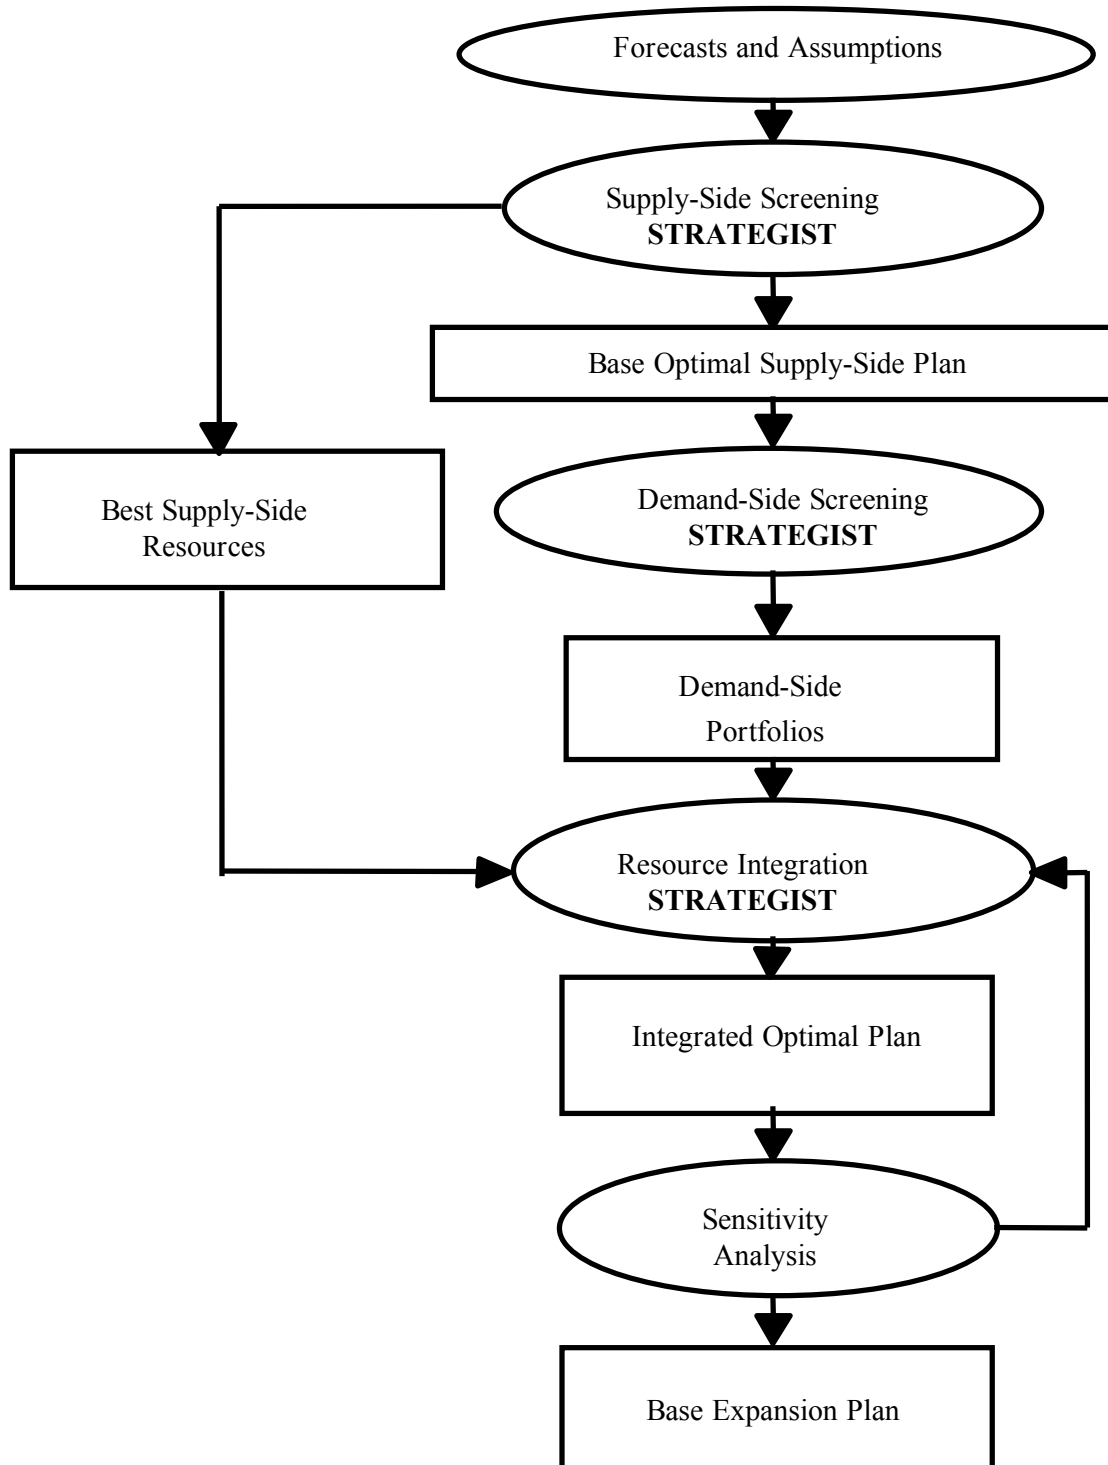 Forecasts and Assumptions
Supply-Side Screening
STRATEGIST
Base Optimal Supply-Side Plan
Best Supply-Side
Resources
Demand-Side Screening
STRATEGIST
Demand-Side
Portfolios
Resource Integration
STRATEGIST
Integrated Optimal Plan
Sensitivity
Analysis
Base Expansion Plan